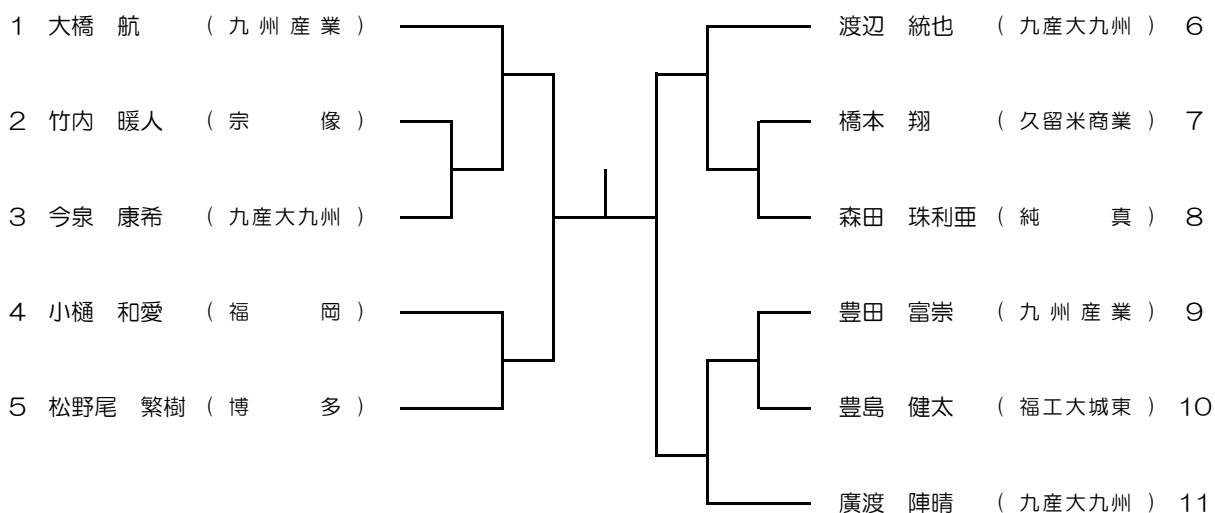 1 大橋 航 ( 九州産業 )
2 竹内 暖人 ( 宗 像 )
3 今泉 康希 ( 九産大九州 )
4 小樋 和愛 ( 福 岡 )
5 松野尾 繁樹 ( 博 多 )
渡辺 統也 ( 九産大九州 ) 6
橋本 翔 ( 久留米商業 ) 7
森田 珠利亜 ( 純 真 ) 8
豊田 富崇 ( 九州産業 ) 9
豊島 健太 ( 福工大城東 ) 10
廣渡 陣晴 ( 九産大九州 ) 11